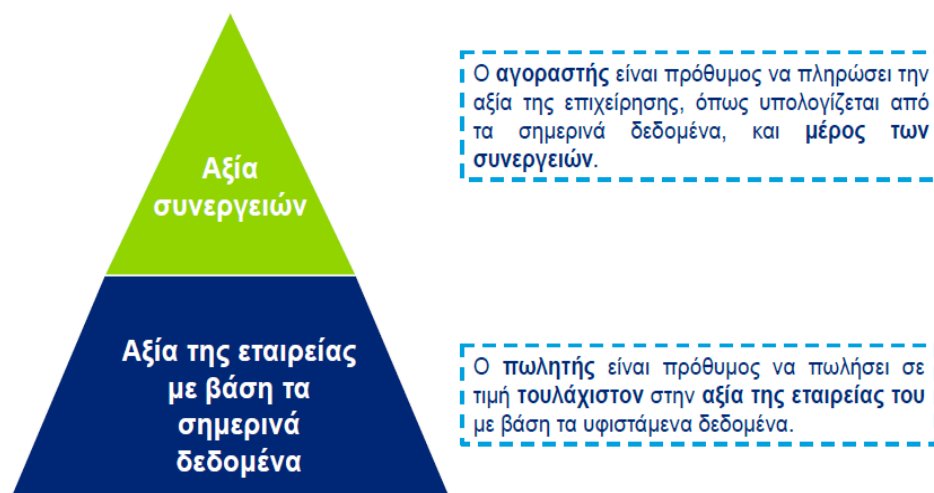 Αξία
συνεργειών
Ο αγοραστής είναι πρόθυμος να πληρώσει την
αξία της επιχείρησης, όπως υπολογίζεται από
τα σημερινά δεδομένα, και μέρος των
συνεργειών.
Αξία της εταιρείας
με βάση τα
σημερινά
δεδομένα
Ο πωλητής είναι πρόθυμος να πωλήσει σε
τιμή τουλάχιστον στην αξία της εταιρείας του
με βάση τα υφιστάμενα δεδομένα.